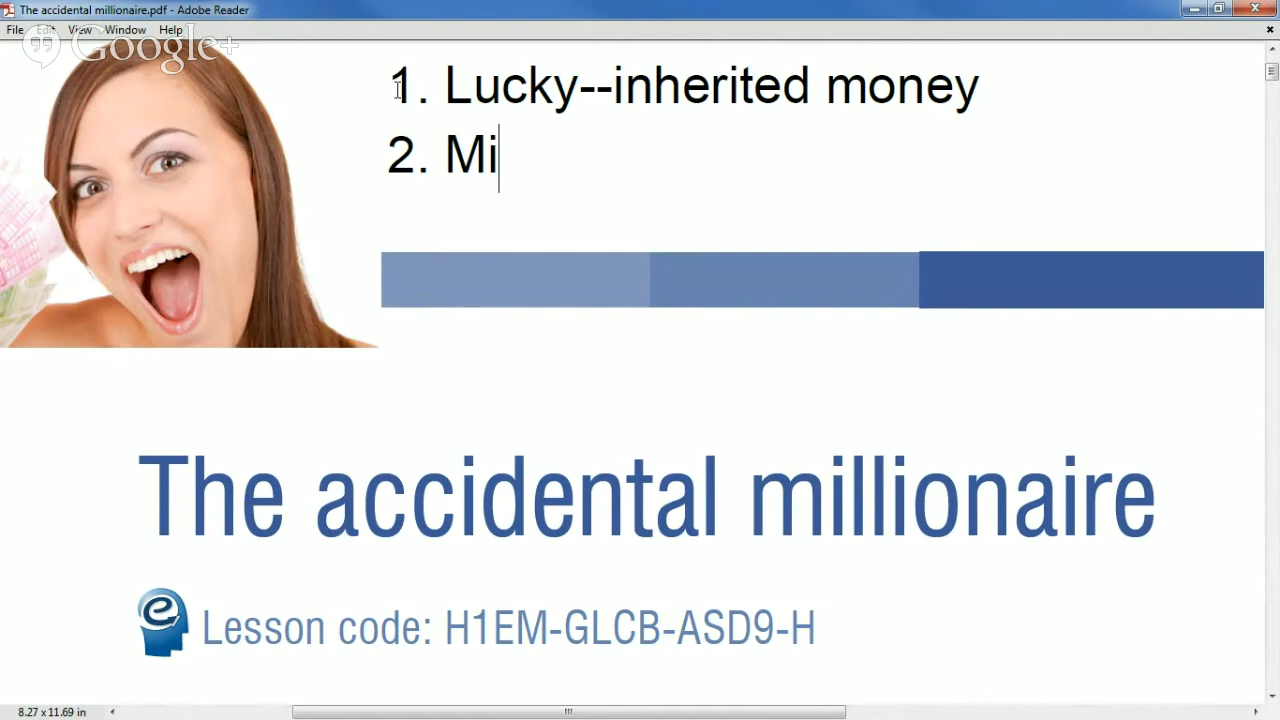 The accidental millionaire.pdf - Adobe Reader
File Edit View Window Help
Google+
1. Lucky--inherited money
2. Mi
The accidental millionaire
e
Lesson code: H1EM-GLCB-ASD9-H
8.27 x 11.69 in